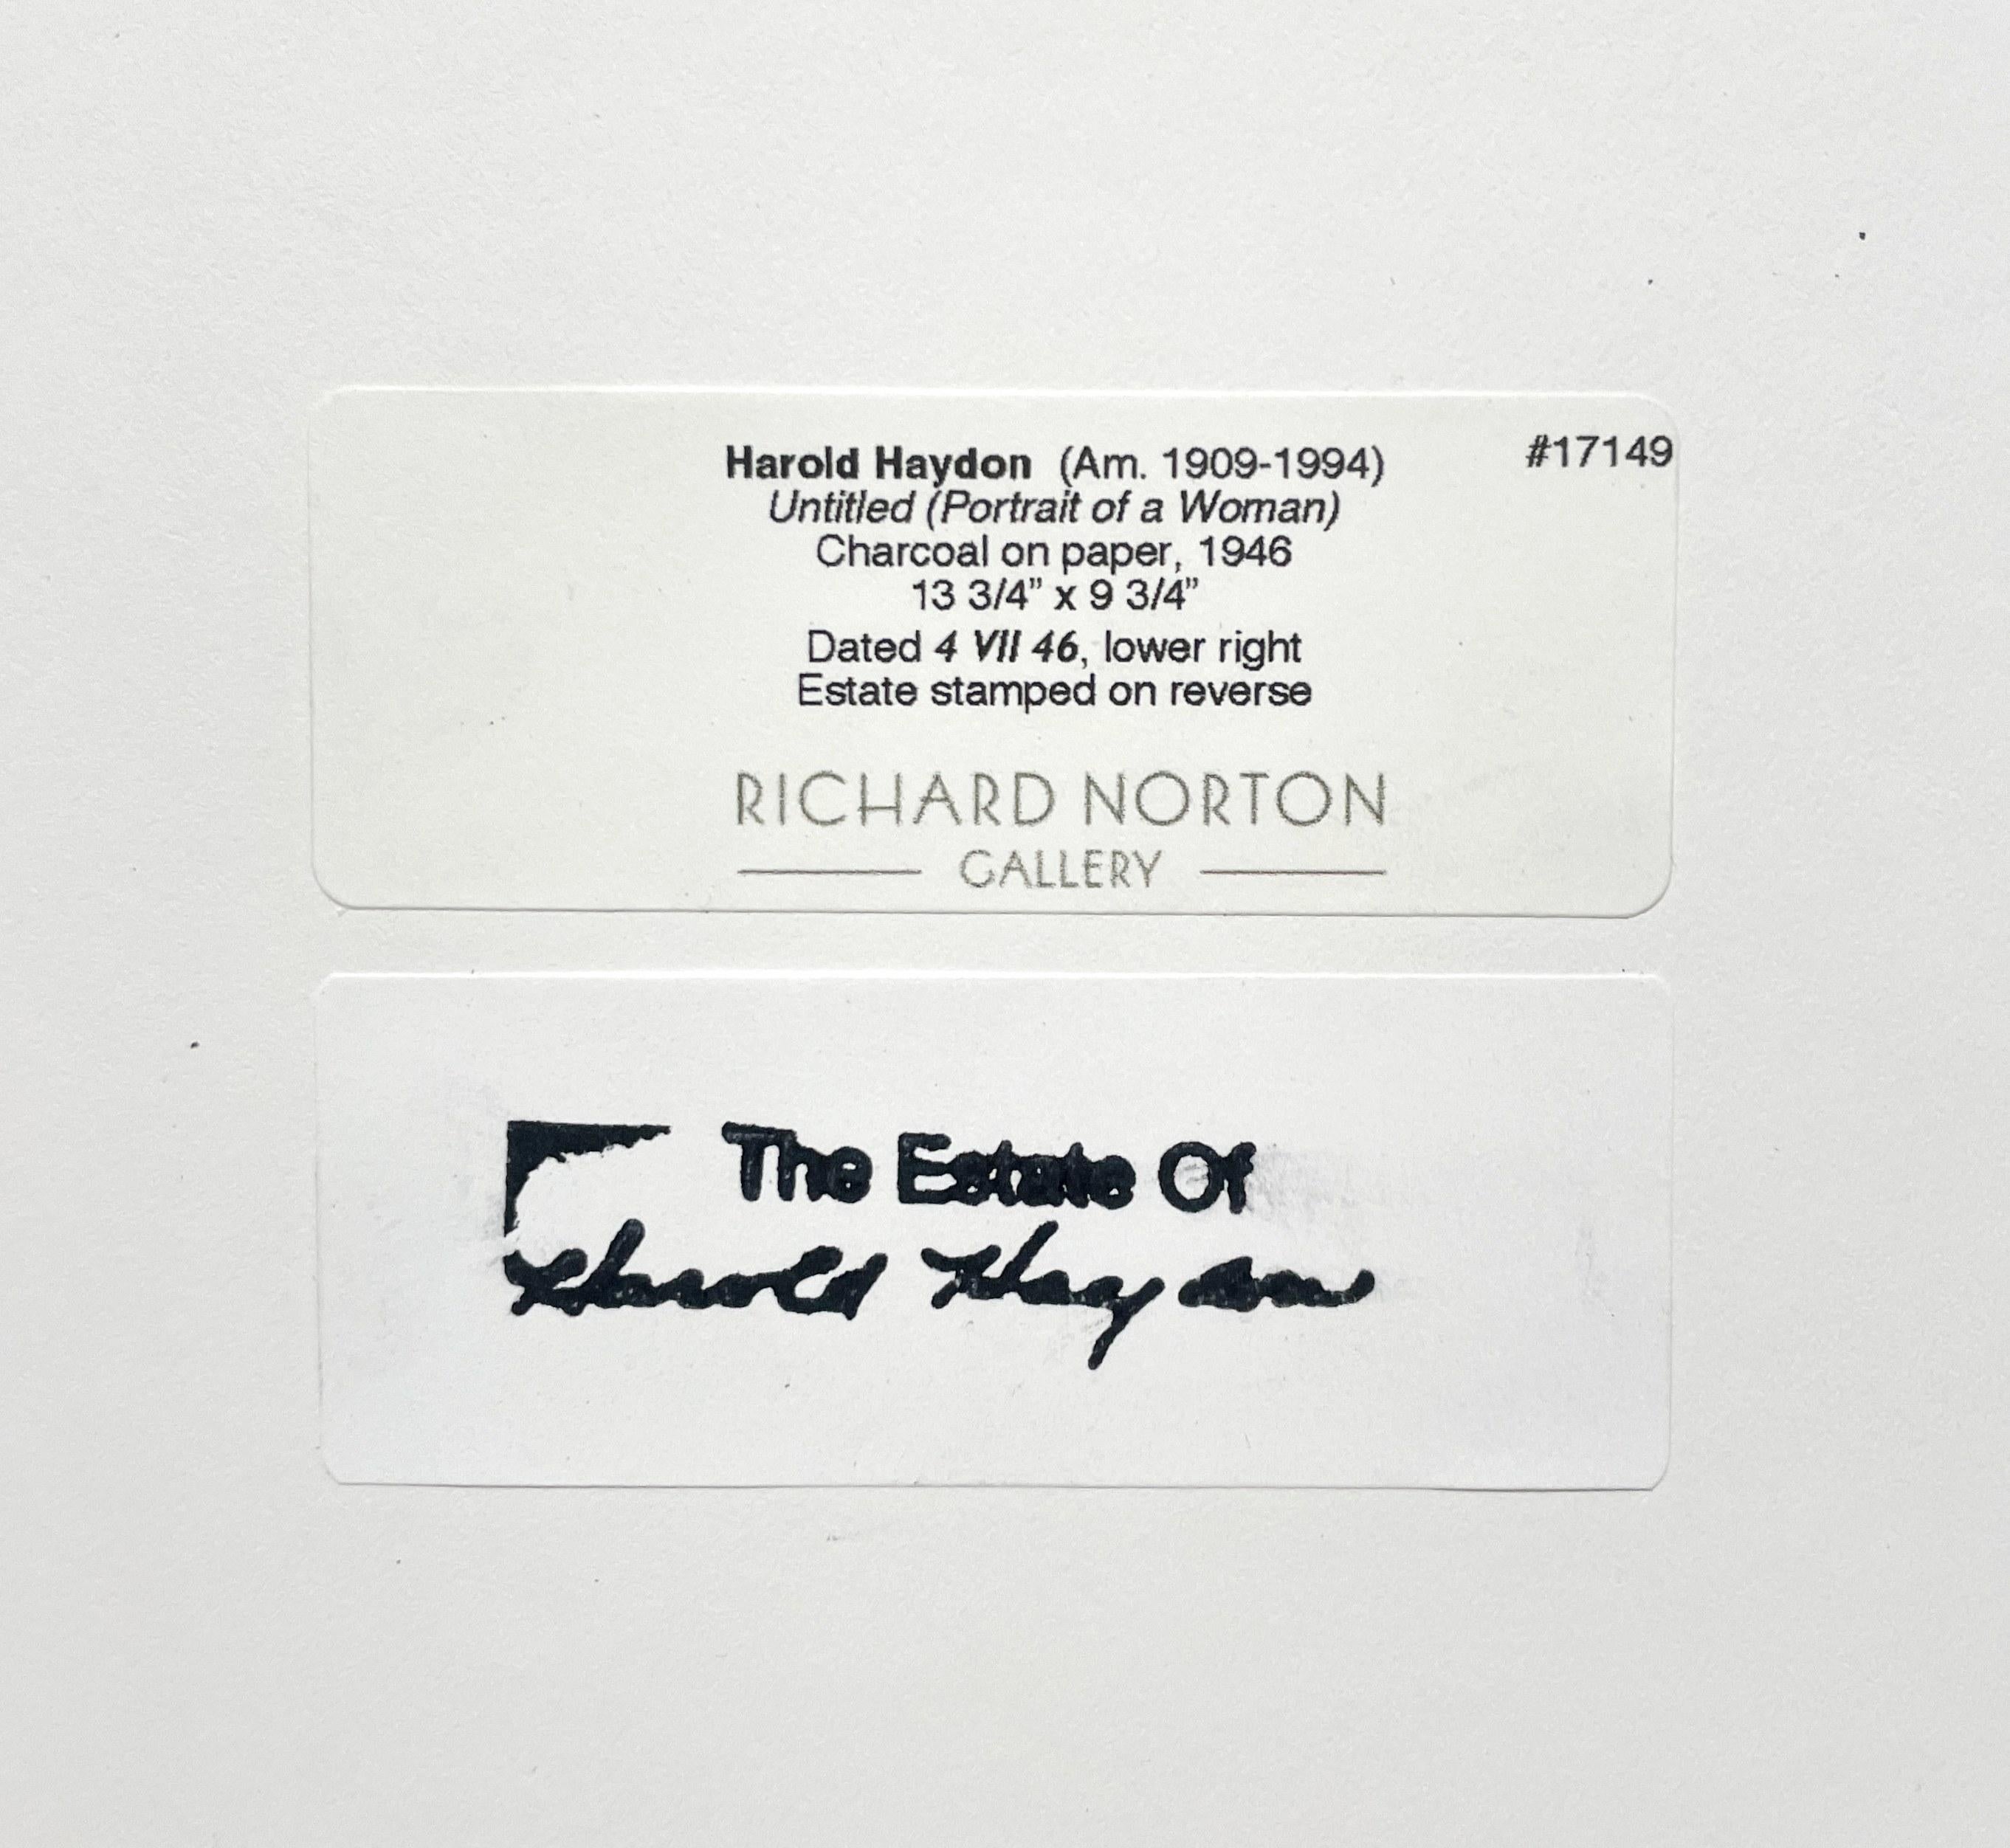 Harold Haydon (Am. 1909-1994)
#17149
Untitled (Portrait of a Woman)
Charcoal on paper, 1946
13 3/4” x 9 3/4”
Dated 4 VII 46, lower right
Estate stamped on reverse
RICHARD NORTON
GALLERY
The Estate Of
Harold Haydon